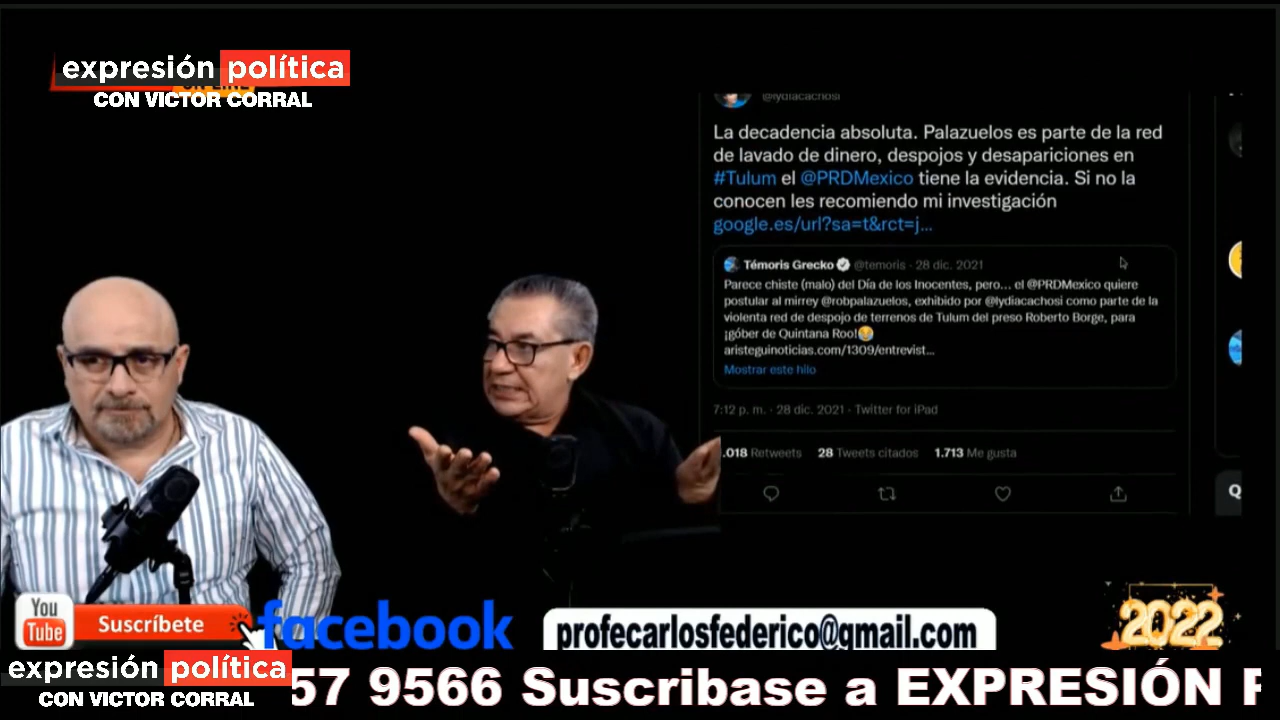 expresión política
ON LINE
CON VICTOR CORRAL
@lydiacachosi
La decadencia absoluta. Palazuelos es parte de la red
de lavado de dinero, despojos y desapariciones en
#Tulum el @PRDMexico tiene la evidencia. Si no la
conocen les recomiendo mi investigación
google.es/url?sa=t&rct=j...
Témoris Grecko @temoris · 28 dic. 2021
Parece chiste (malo) del Día de los Inocentes, pero... el @PRDMexico quiere
postular al mirrey @robpalazuelos, exhibido por @lydiacachosi como parte de la
violenta red de despojo de terrenos de Tulum del preso Roberto Borge, para
¡góber de Quintana Roo!😂
aristeguinoticias.com/1309/entrevist...
Mostrar este hilo
7:12 p. m. · 28 dic. 2021 · Twitter for iPad
.018 Retweets 28 Tweets citados 1.713 Me gusta
Q
2022
You
Tube
Suscríbete
facebook
profecarlosfederico@gmail.com
expresión política
CON VICTOR CORRAL
57 9566 Suscribase a EXPRESIÓN P